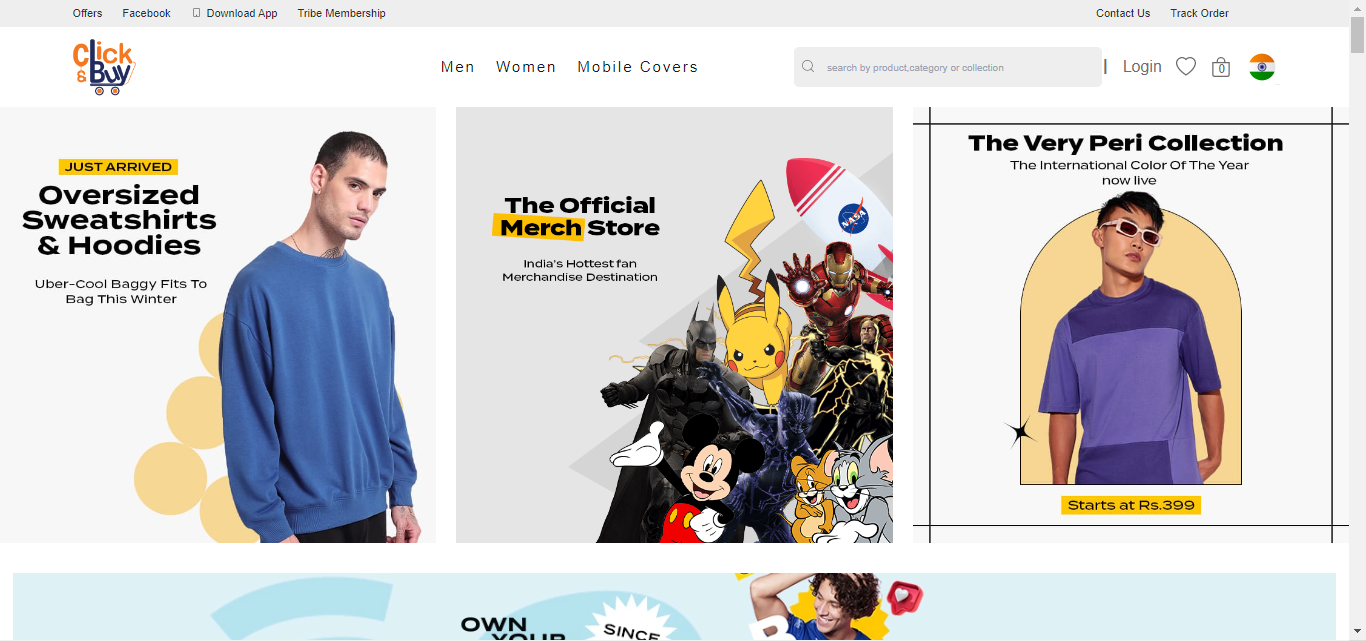 Offers
Facebook
Download App
Tribe Membership
Contact Us
Track Order
Click
&
Buy
Men
Women
Mobile Covers
search by product,category or collection
Login
0
JUST ARRIVED
Oversized
Sweatshirts
& Hoodies
Uber-Cool Baggy Fits To
Bag This Winter
The Official
Merch Store
India's Hottest fan
Merchandise Destination
NASA
The Very Peri Collection
The International Color Of The Year
now live
Starts at Rs.399
OWN
YOUR
SINCE